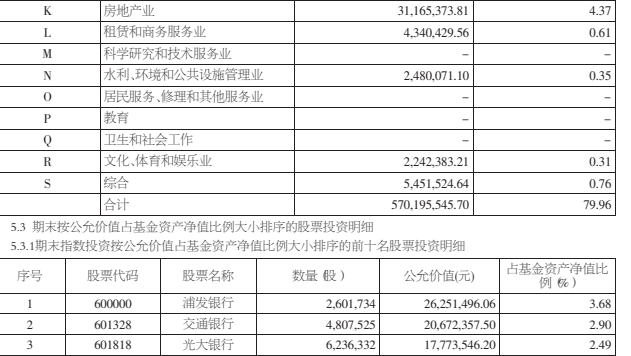 K 房地产业 31,165,373.81 4.37
L 租赁和商务服务业 4,340,429.56 0.61
M 科学研究和技术服务业 – –
N 水利、环境和公共设施管理业 2,480,071.10 0.35
O 居民服务、修理和其他服务业 – –
P 教育 – –
Q 卫生和社会工作 – –
R 文化、体育和娱乐业 2,242,383.21 0.31
S 综合 5,451,524.64 0.76
合计 570,195,545.70 79.96
5.3 期末按公允价值占基金资产净值比例大小排序的股票投资明细
5.3.1期末指数投资按公允价值占基金资产净值比例大小排序的前十名股票投资明细
序号 股票代码 股票名称 数量（股） 公允价值(元) 占基金资产净值比
例（%）
1 600000 浦发银行 2,601,734 26,251,496.06 3.68
2 601328 交通银行 4,807,525 20,672,357.50 2.90
3 601818 光大银行 6,236,332 17,773,546.20 2.49